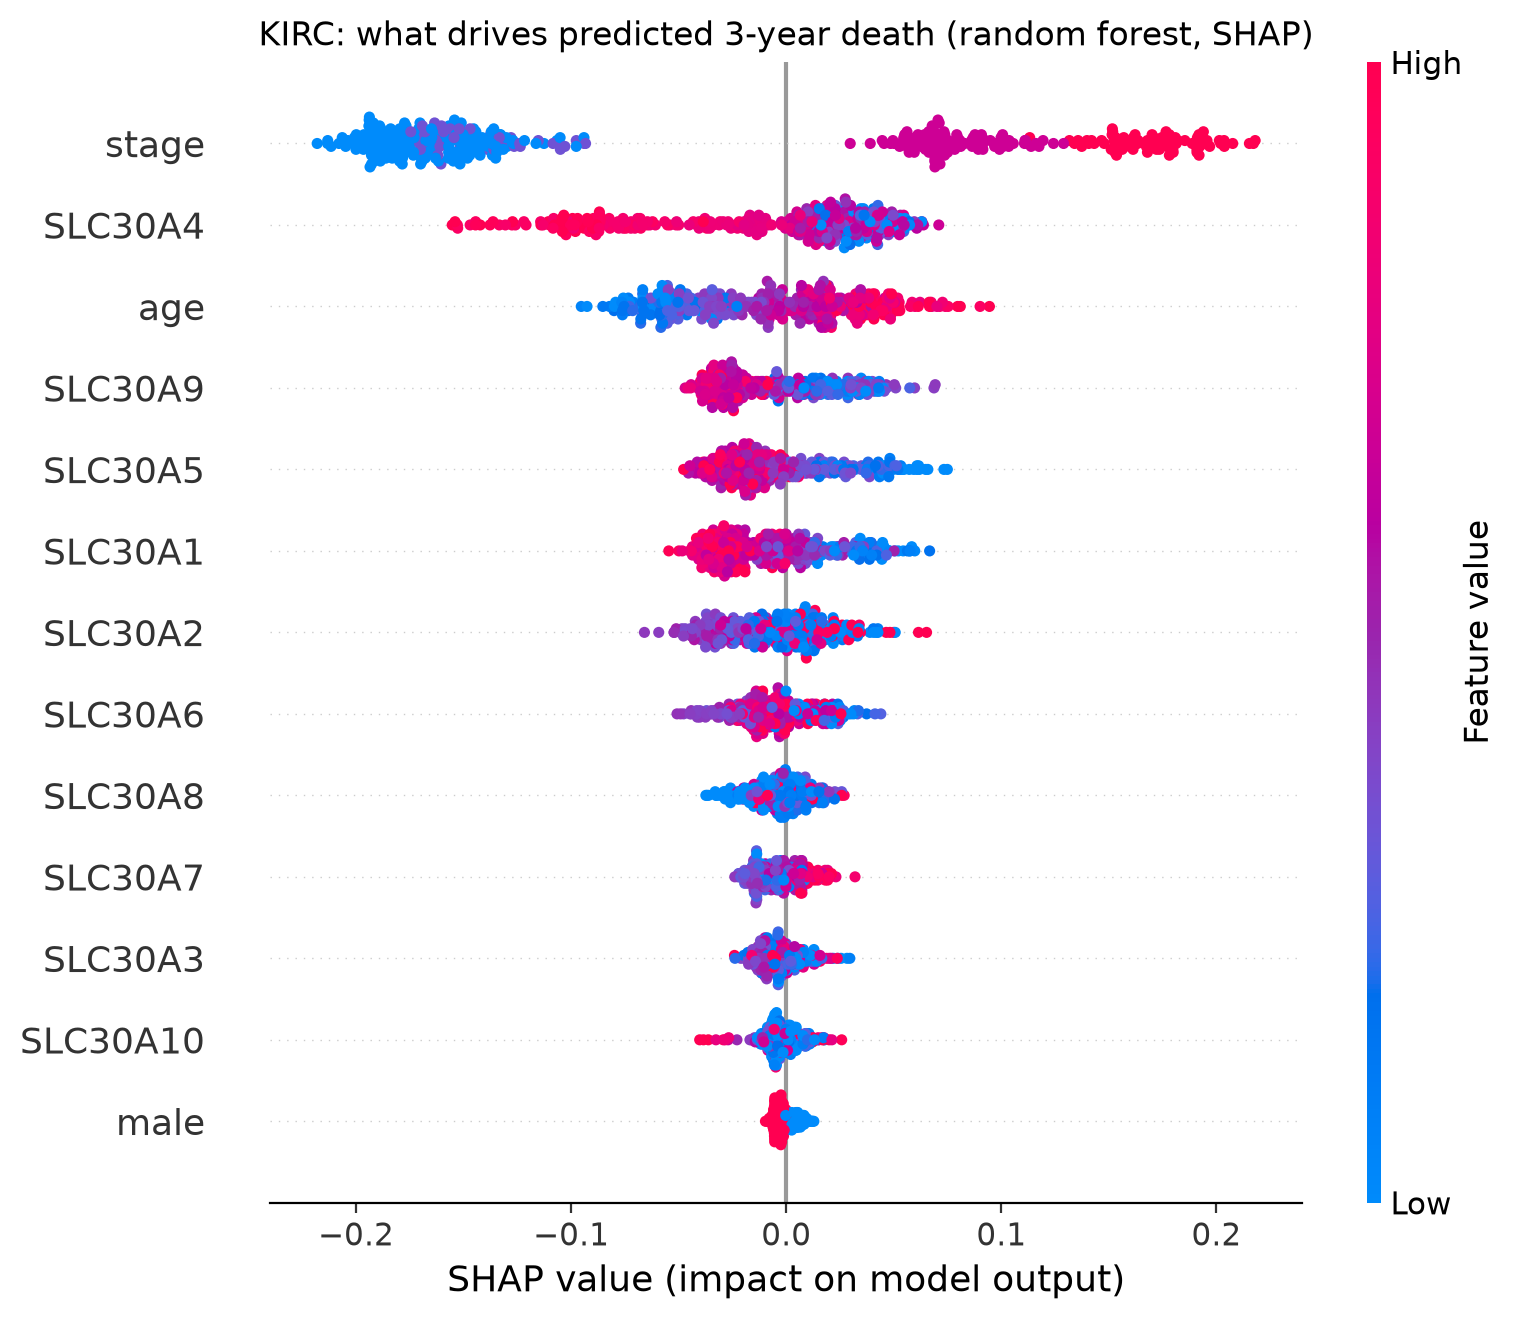 KIRC: what drives predicted 3-year death (random forest, SHAP)
High
stage
SLC30A4
age
SLC30A9
SLC30A5
SLC30A1
SLC30A2
SLC30A6
SLC30A8
SLC30A7
SLC30A3
SLC30A10
male
Feature value
Low
−0.2 −0.1 0.0 0.1 0.2
SHAP value (impact on model output)